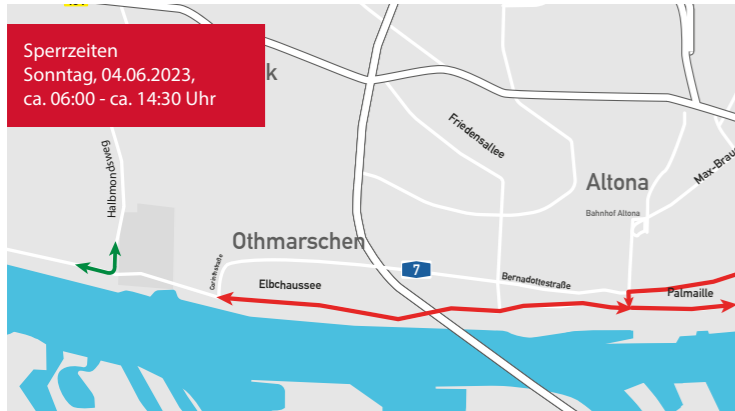 Sperrzeiten
Sonntag, 04.06.2023,
ca. 06:00 - ca. 14:30 Uhr
k
Halbmondsweg
Friedensallee
Max-Brau
Altona
Bahnhof Altona
Othmarschen
7
Bernadottestraße
Elbchaussee
Palmaille